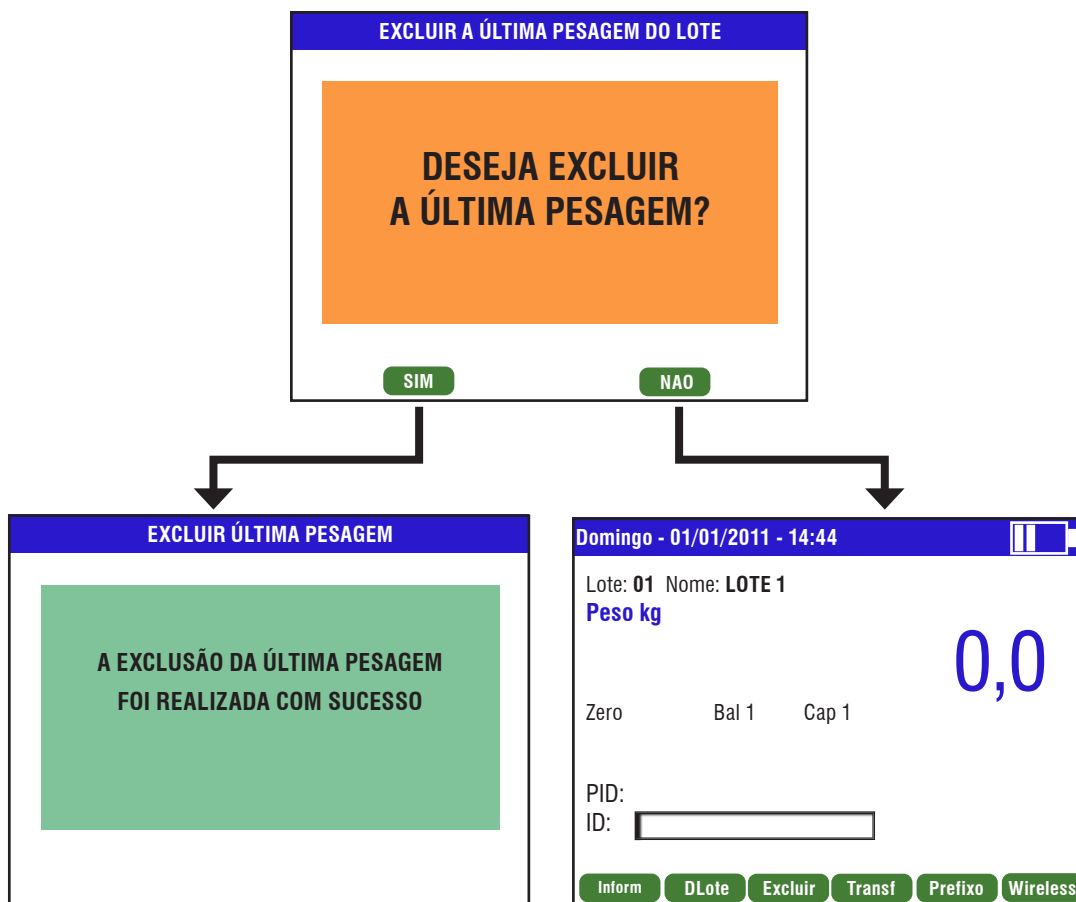 EXCLUIR A ÚLTIMA PESAGEM DO LOTE
DESEJA EXCLUIR
A ÚLTIMA PESAGEM?
SIM
NAO
EXCLUIR ÚLTIMA PESAGEM
A EXCLUSÃO DA ÚLTIMA PESAGEM
FOI REALIZADA COM SUCESSO
Domingo - 01/01/2011 - 14:44
Lote: 01 Nome: LOTE 1
Peso kg
0,0
Zero Bal 1 Cap 1
PID:
ID:
Inform DLote Excluir Transf Prefixo Wireless